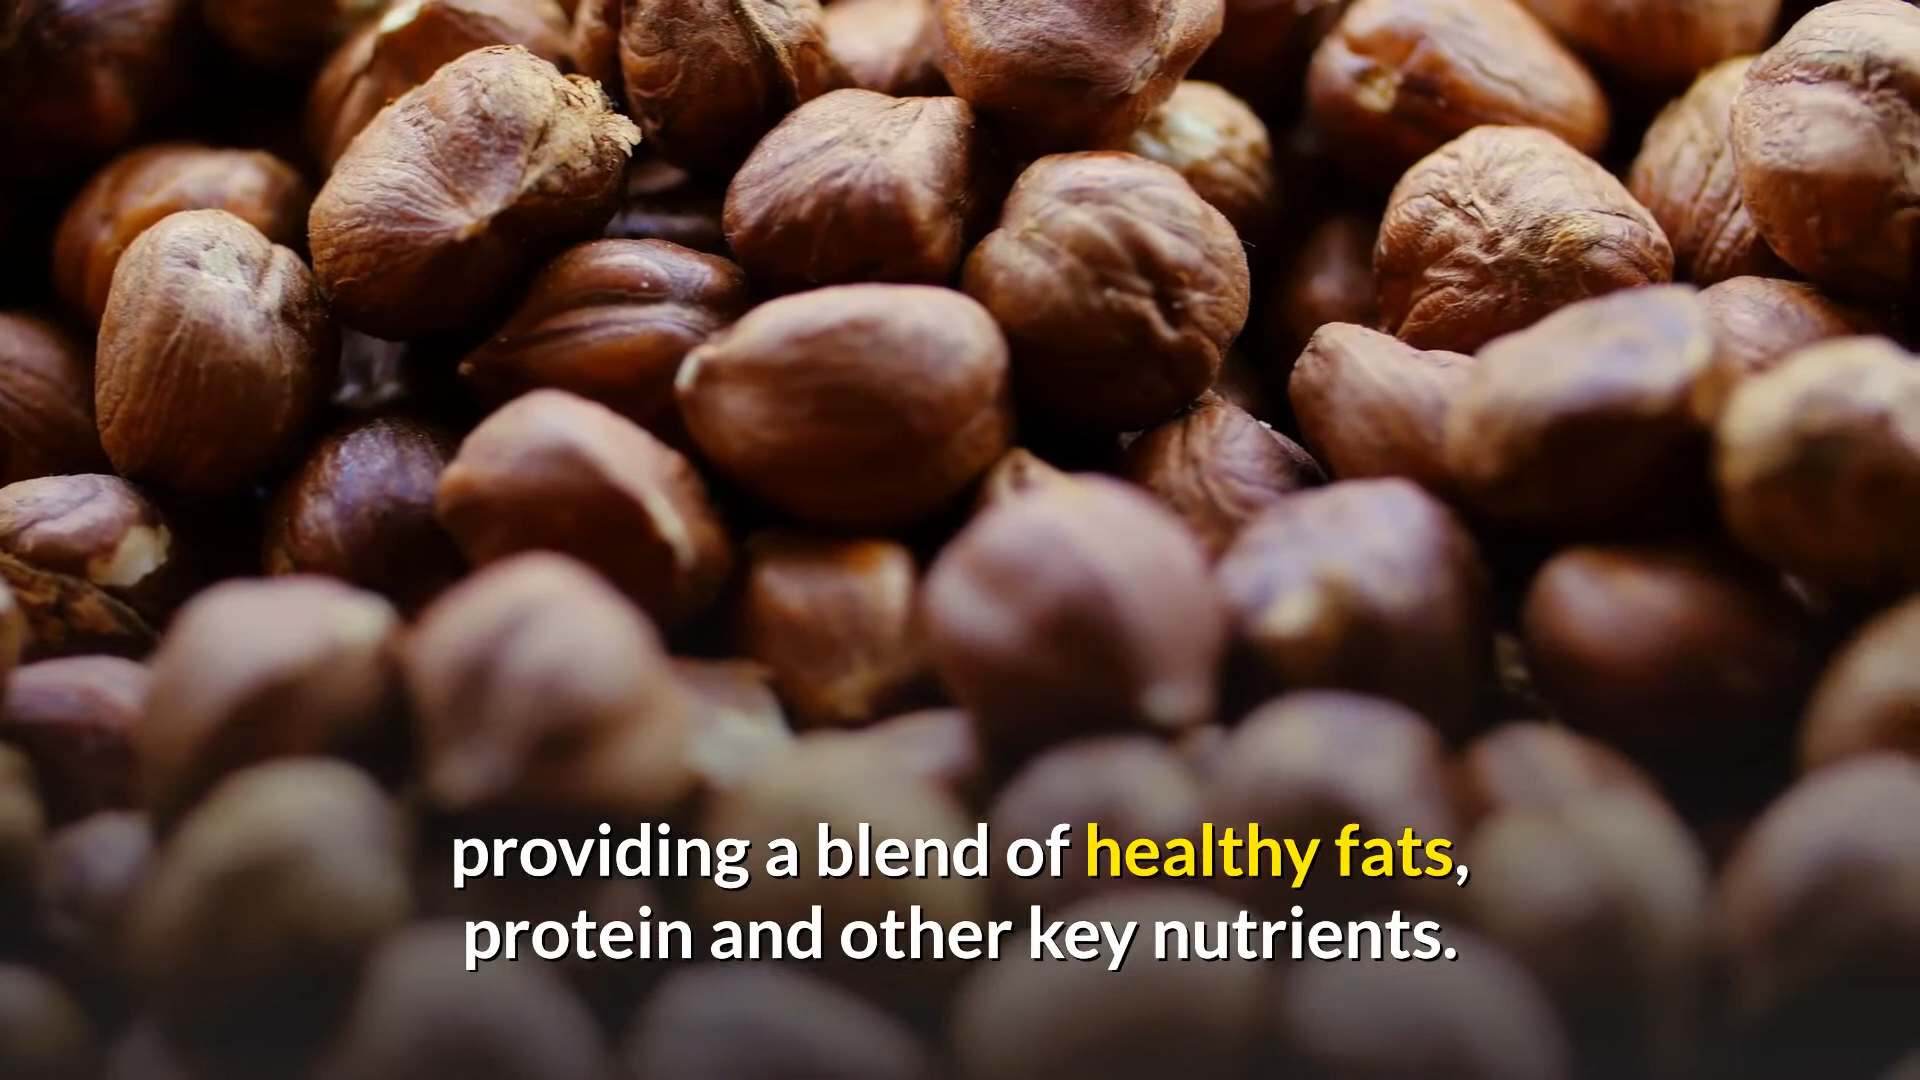 providing a blend of healthy fats,
protein and other key nutrients.